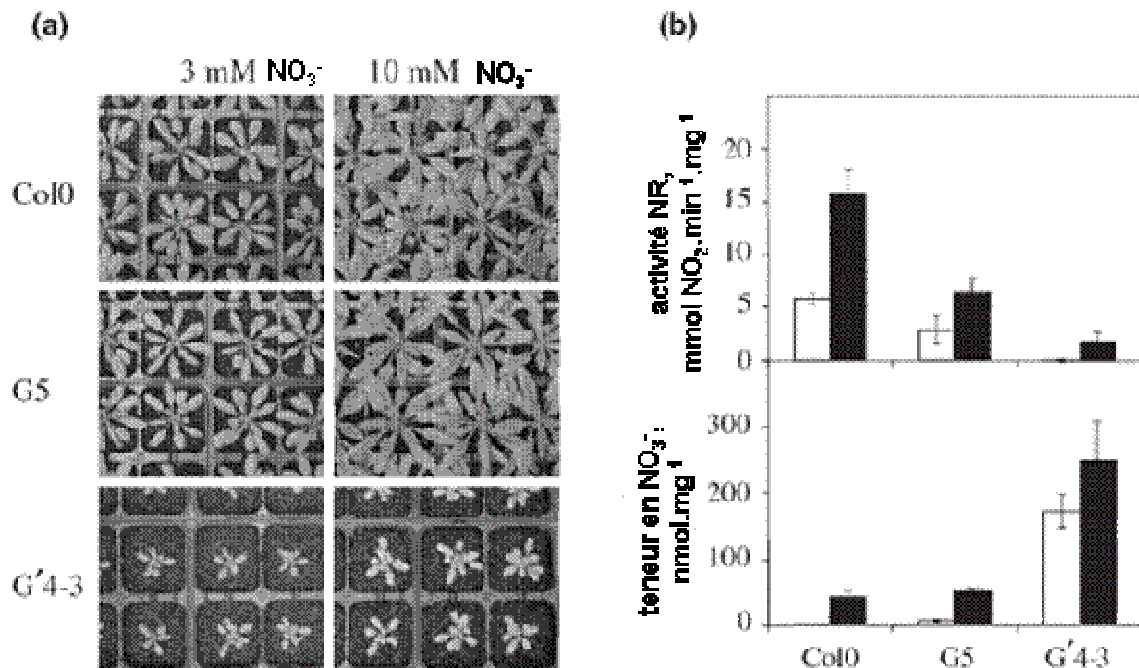 (a)
3 mM NO₃⁻ 10 mM NO₃⁻
Col0
G5
G'4-3
(b)
activité NR,
mmol NO₂.min⁻¹.mg⁻¹
20
15
10
5
0
teneur en NO₃⁻ :
nmol.mg⁻¹
300
200
100
0
Col0 G5 G'4-3